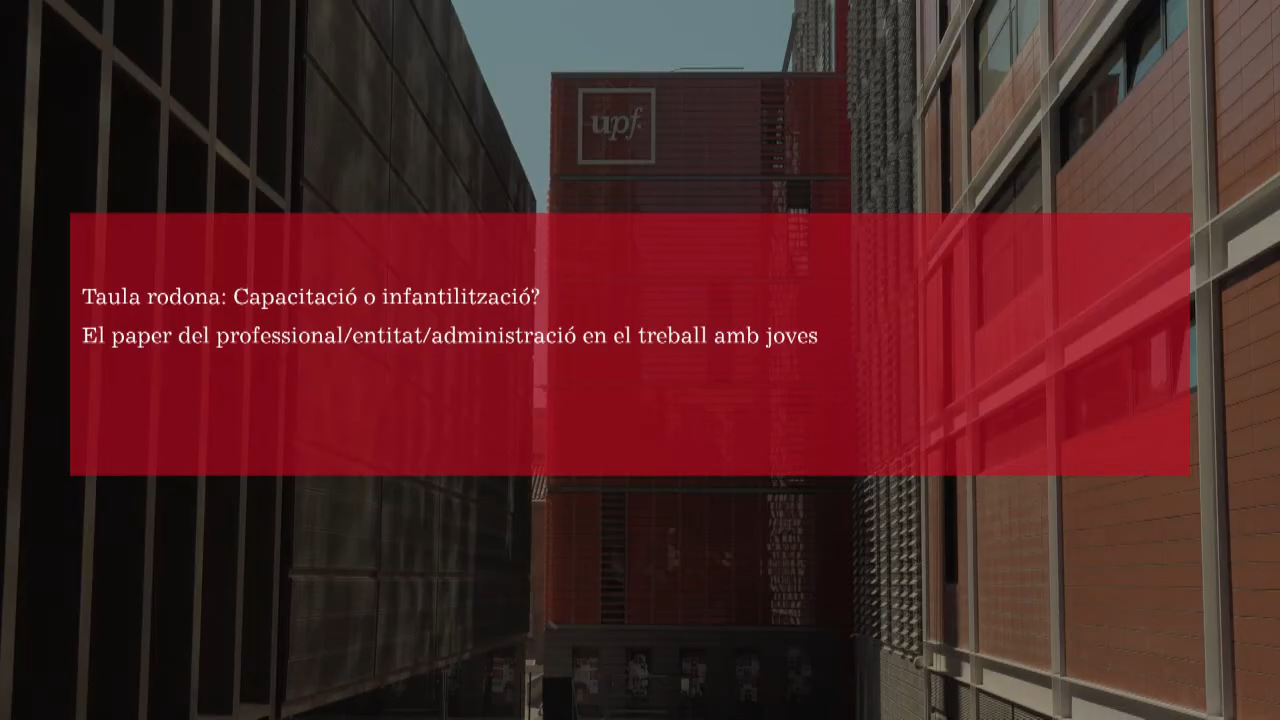 upf.
Taula rodona: Capacitació o infantilització?
El paper del professional/entitat/administració en el treball amb joves